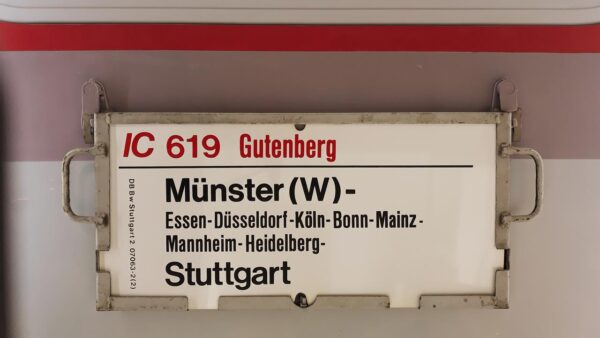 IC 619 Gutenberg
Münster (W)-
Essen-Düsseldorf-Köln-Bonn-Mainz-
Mannheim-Heidelberg-
Stuttgart
DB Bw Stuttgart 2 07063-2(2)